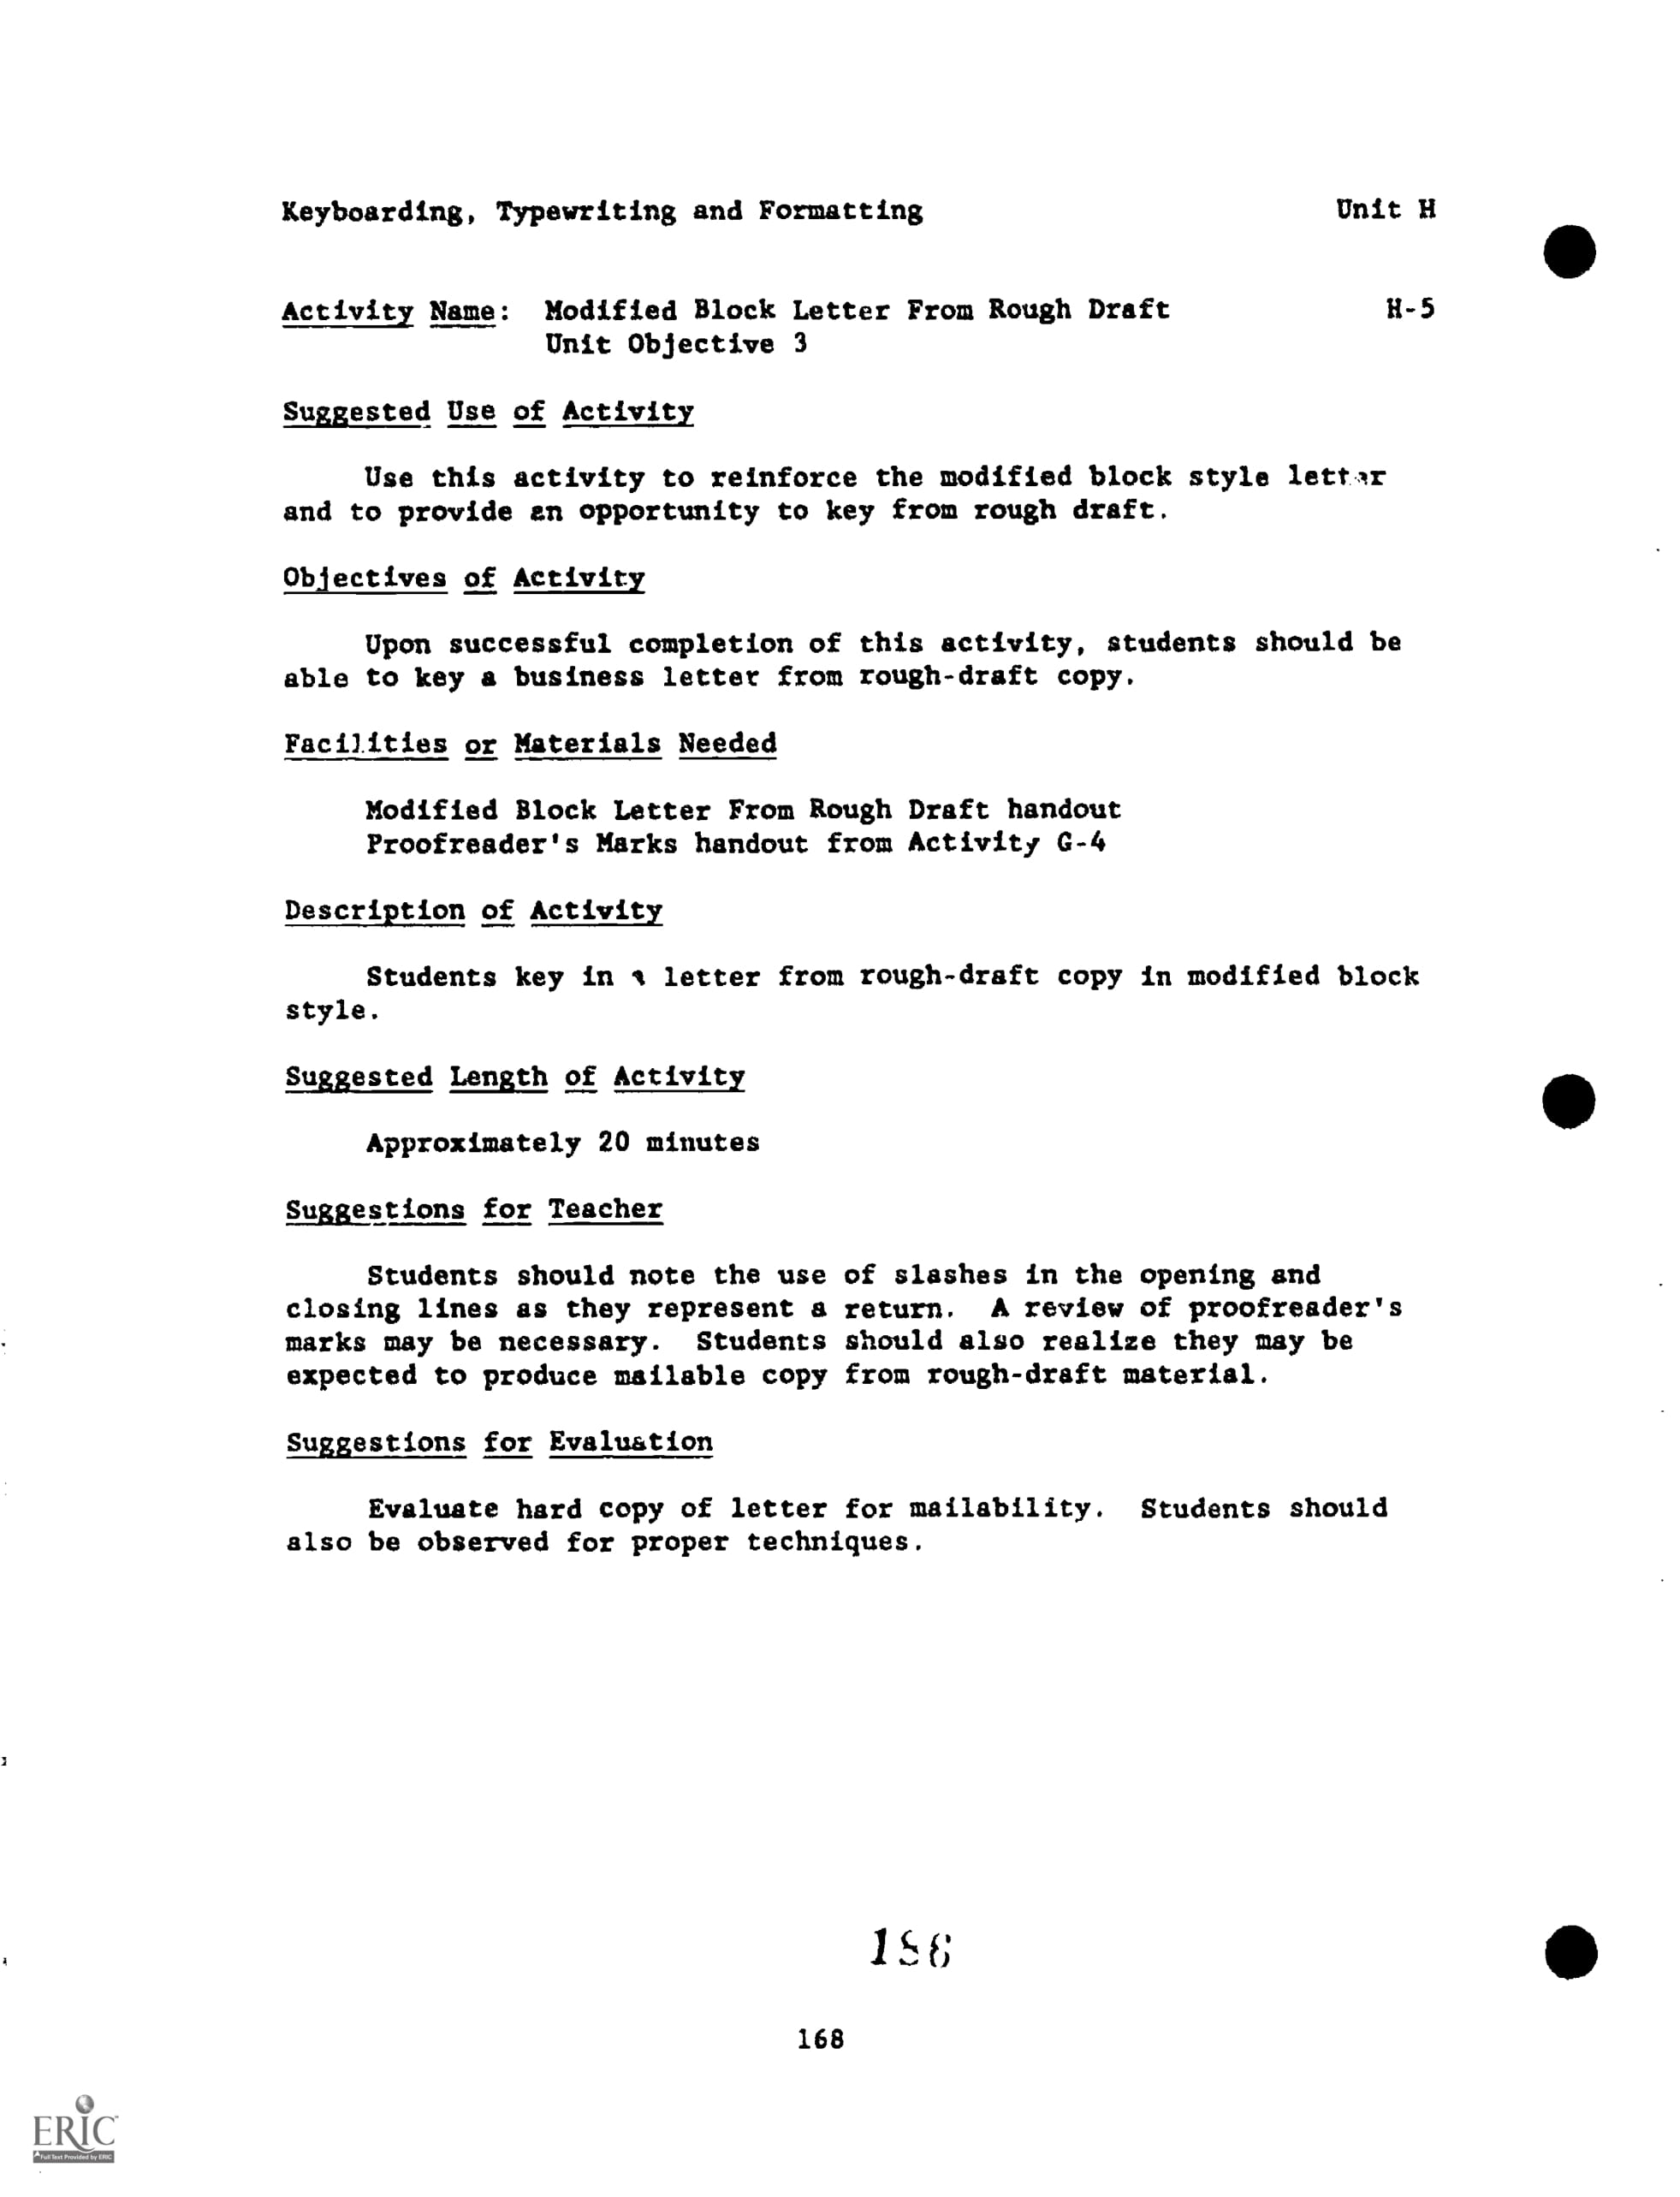 Keyboarding, Typewriting and Formatting Unit H
Activity Name: Modified Block Letter From Rough Draft H-5
Unit Objective 3
Suggested Use of Activity
Use this activity to reinforce the modified block style letter
and to provide an opportunity to key from rough draft.
Objectives of Activity
Upon successful completion of this activity, students should be
able to key a business letter from rough-draft copy.
Facilities or Materials Needed
Modified Block Letter From Rough Draft handout
Proofreader's Marks handout from Activity G-4
Description of Activity
Students key in a letter from rough-draft copy in modified block
style.
Suggested Length of Activity
Approximately 20 minutes
Suggestions for Teacher
Students should note the use of slashes in the opening and
closing lines as they represent a return. A review of proofreader's
marks may be necessary. Students should also realize they may be
expected to produce mailable copy from rough-draft material.
Suggestions for Evaluation
Evaluate hard copy of letter for mailability. Students should
also be observed for proper techniques.
186
168
ERIC
Full Text Provided by ERIC